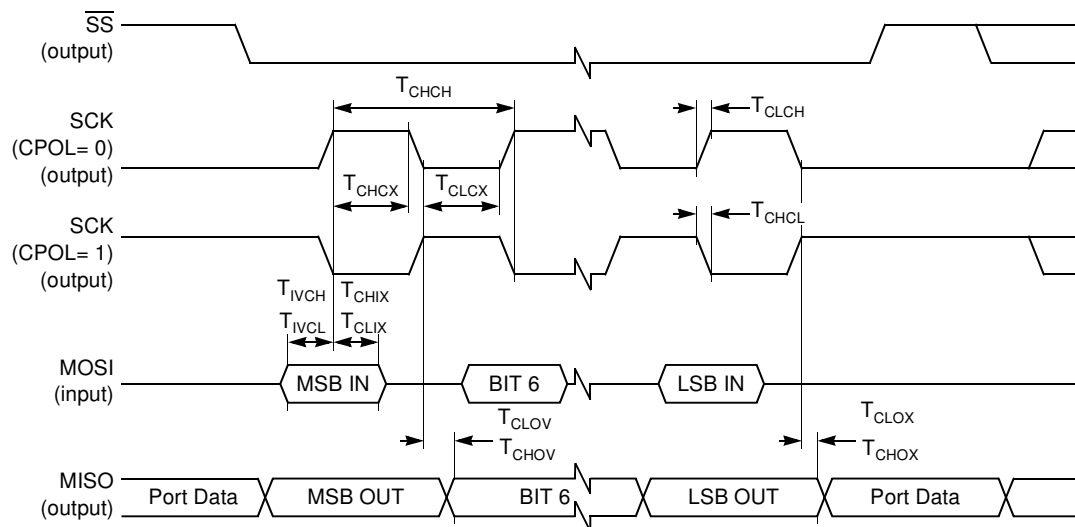 SS
(output)
T_CHCH
T_CLCH
SCK
(CPOL= 0)
(output)
T_CHCX
T_CLCX
T_CHCL
SCK
(CPOL= 1)
(output)
T_IVCH
T_CHIX
T_IVCL
T_CLIX
MOSI
(input)
MSB IN
BIT 6
LSB IN
T_CLOV
T_CHOV
T_CLOX
T_CHOX
MISO
(output)
Port Data
MSB OUT
BIT 6
LSB OUT
Port Data